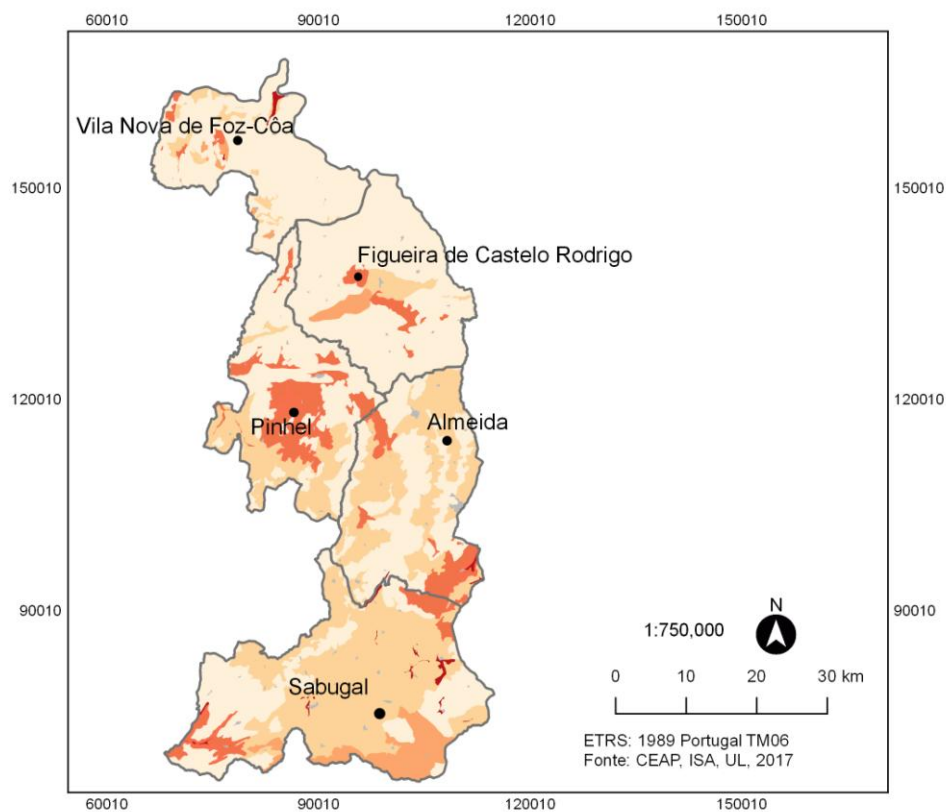 60010 90010 120010 150010
Vila Nova de Foz-Côa
150010 150010
Figueira de Castelo Rodrigo
120010 120010
Almeida
Pinhel
90010 90010
N
1:750,000
0 10 20 30 km
Sabugal
ETRS: 1989 Portugal TM06
Fonte: CEAP, ISA, UL, 2017
60010 90010 120010 150010